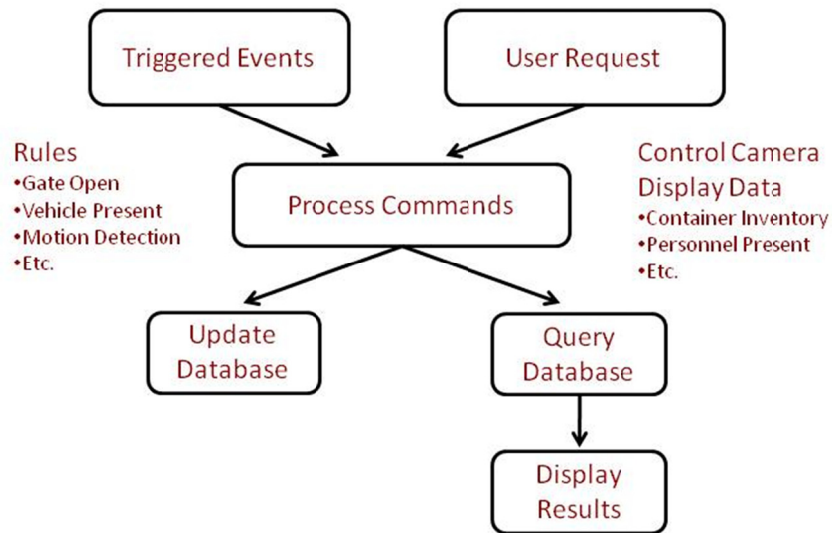 Triggered Events
User Request
Rules
•Gate Open
•Vehicle Present
•Motion Detection
•Etc.
Process Commands
Control Camera
Display Data
•Container Inventory
•Personnel Present
•Etc.
Update
Database
Query
Database
Display
Results